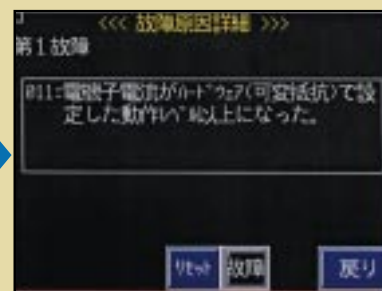 <<< 故障原因詳細 >>>
第1故障
011:電機子電流がﾊｰﾄﾞｳｪｱ(可変抵抗)で設
定した動作ﾚﾍﾞﾙ以上になった。
ﾘｾｯﾄ 故障 戻り